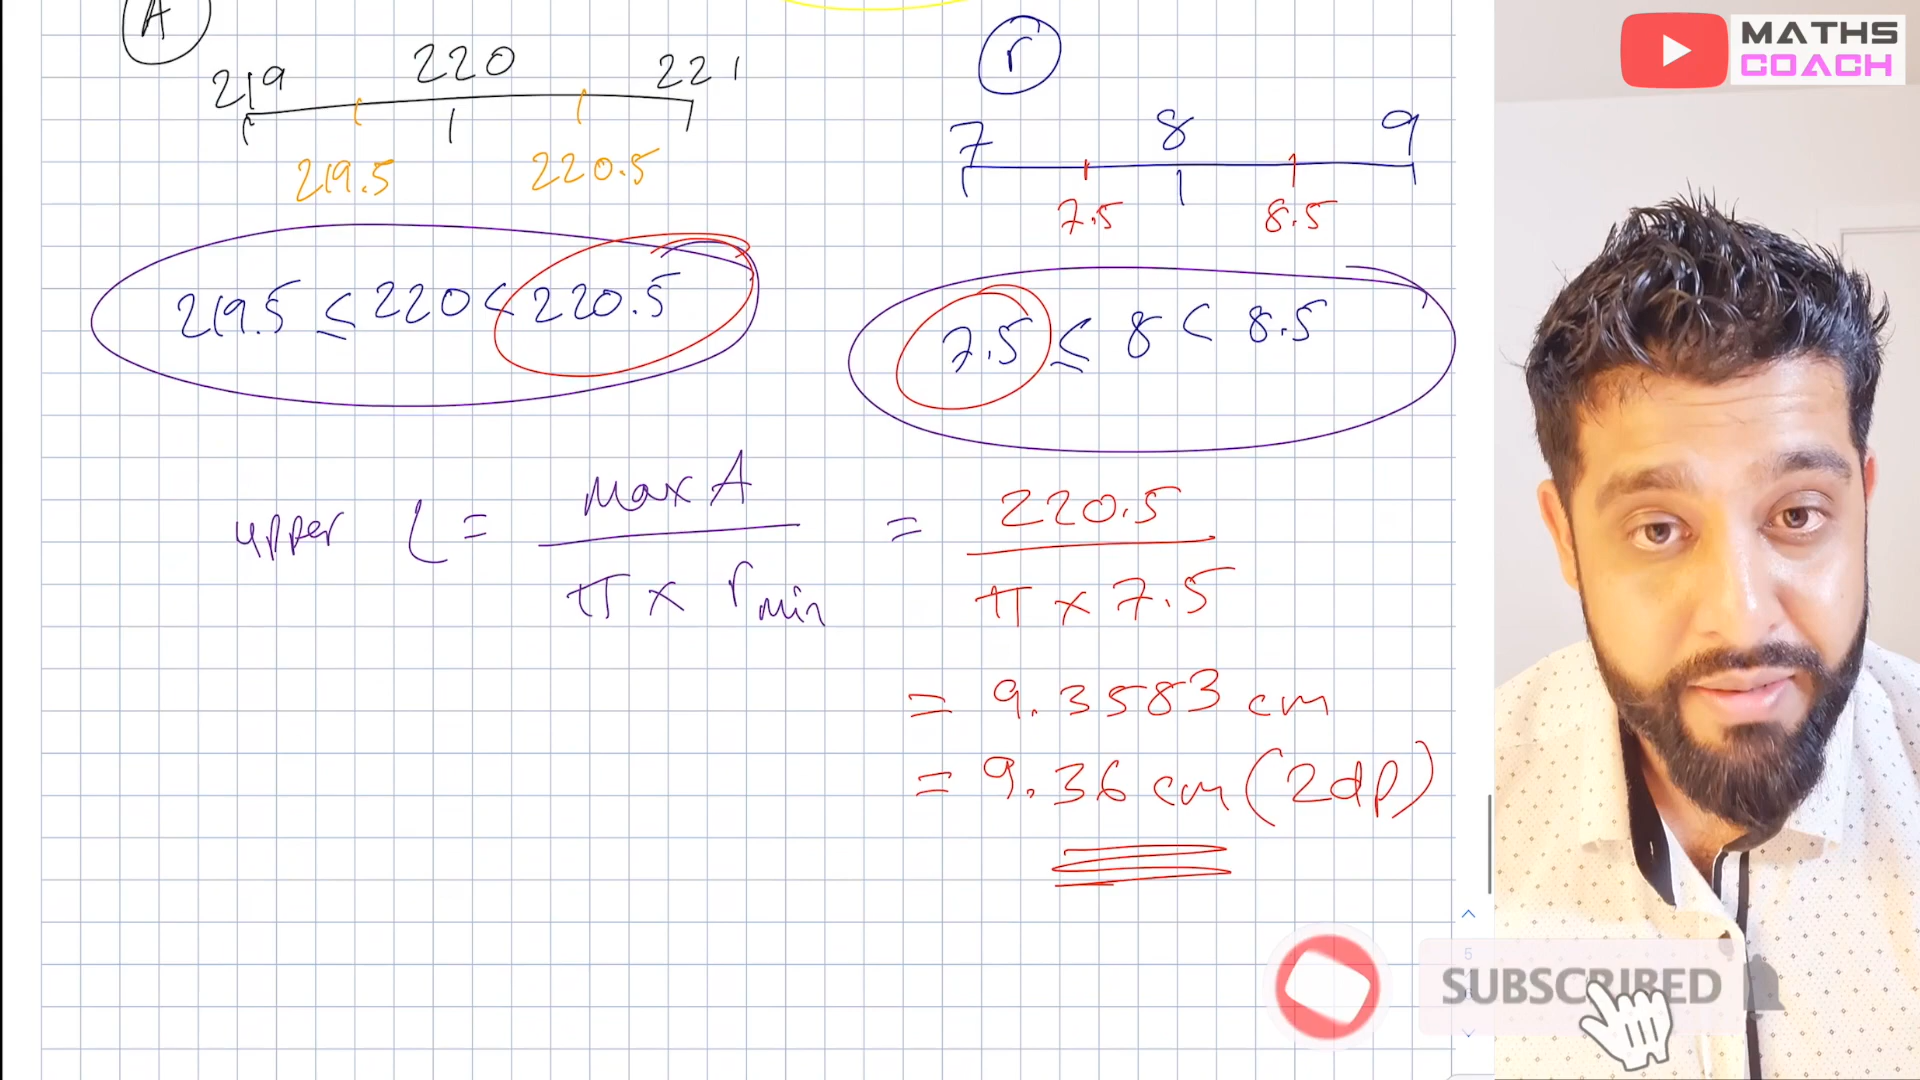 MATHS
COACH
A
219 220 221
219.5 220.5
219.5 ≤ 220 < 220.5
r
7 8 9
7.5 8.5
7.5 ≤ 8 < 8.5
upper l = Max A / π × r min = 220.5 / π × 7.5
= 9.3583 cm
= 9.36 cm (2dp)
5
SUBSCRIBED